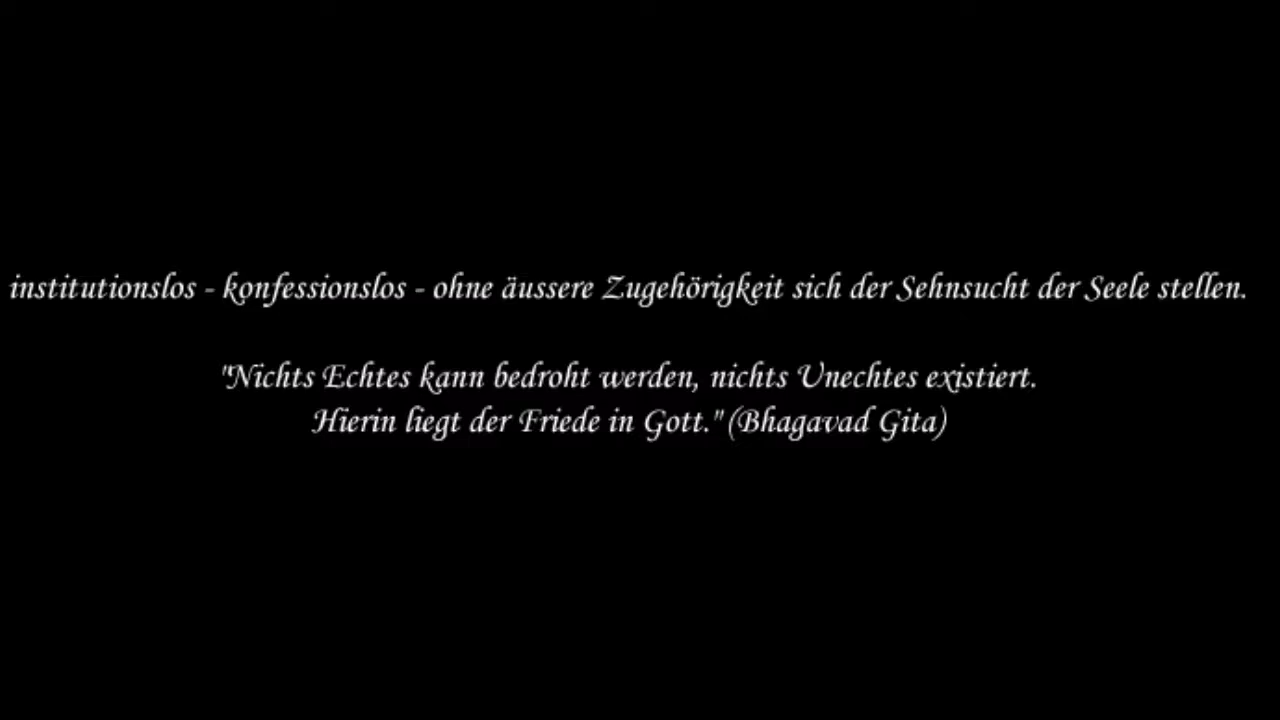 institutionslos - konfessionslos - ohne äussere Zugehörigkeit sich der Sehnsucht der Seele stellen.
"Nichts Echtes kann bedroht werden, nichts Unechtes existiert.
Hierin liegt der Friede in Gott." (Bhagavad Gita)